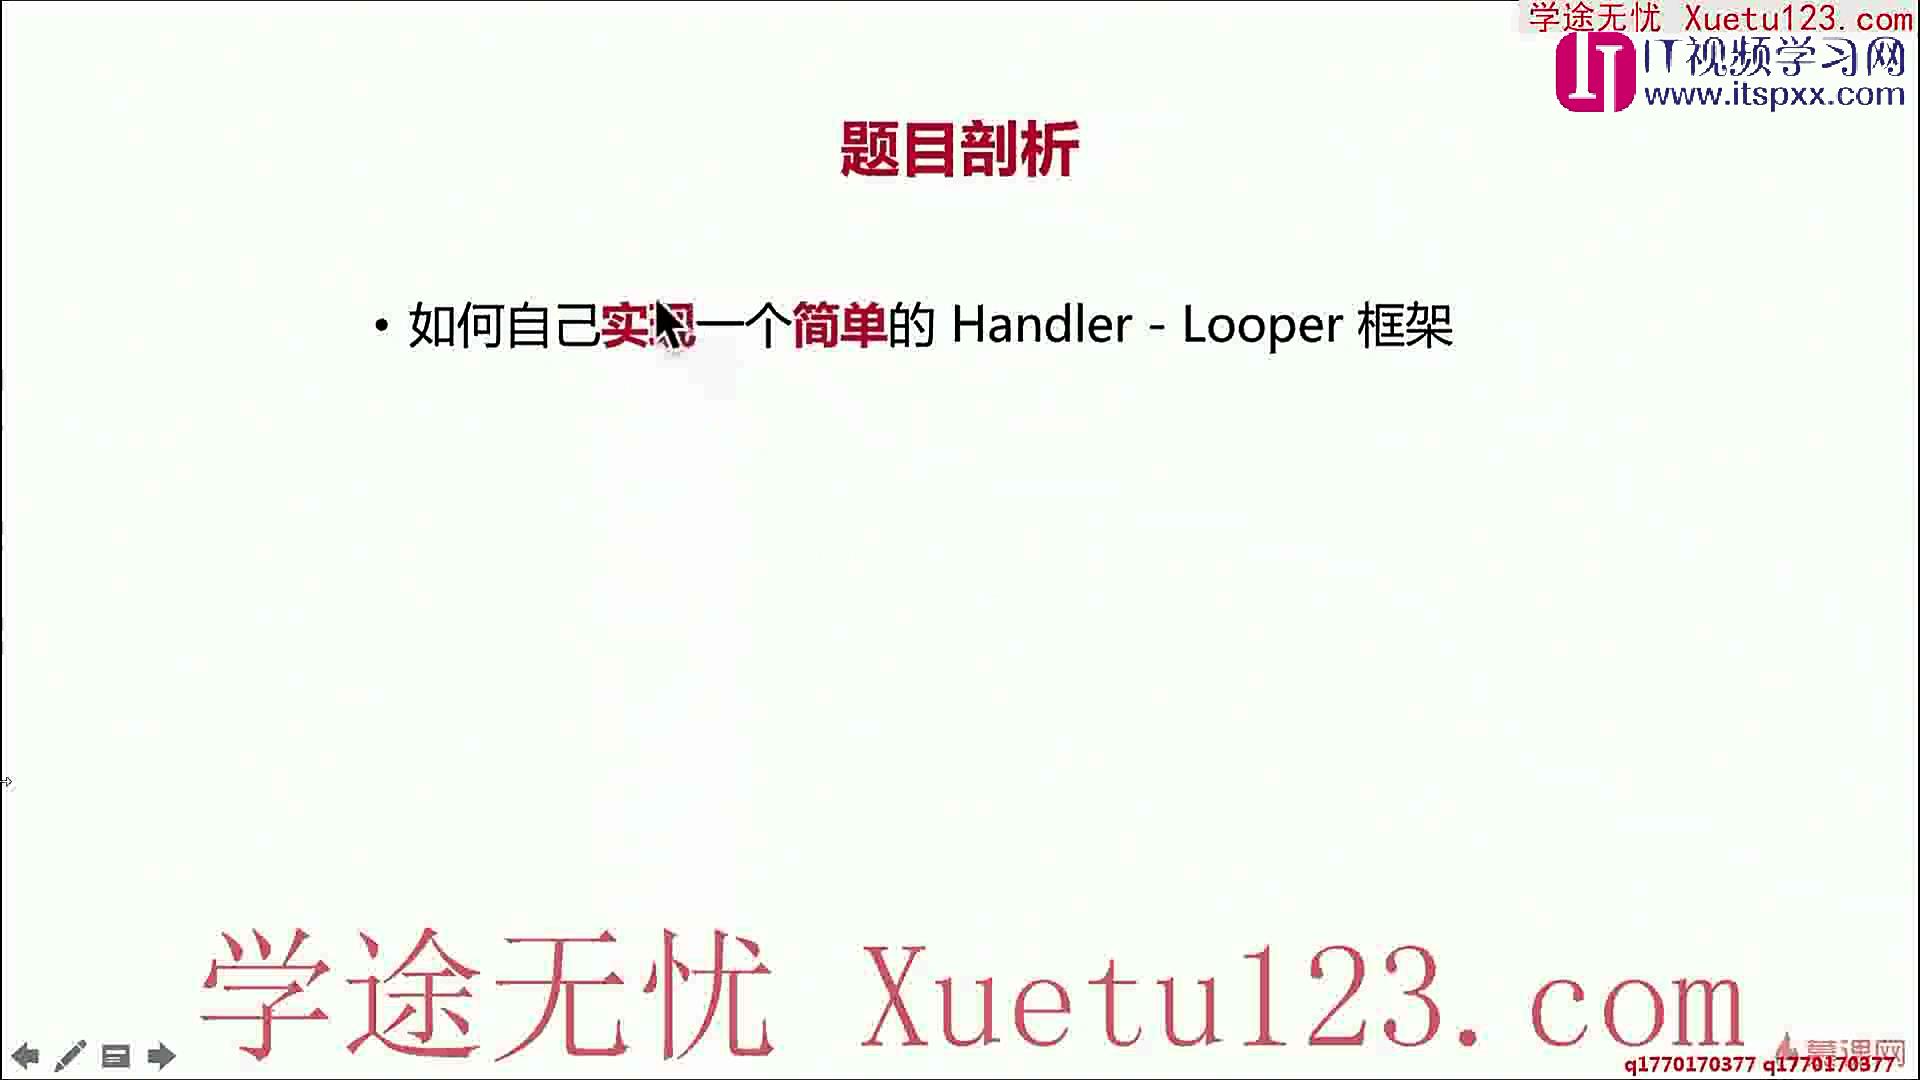 学途无忧 Xuetu123.com
IT视频学习网
www.itspxx.com
题目剖析
• 如何自己实现一个简单的 Handler - Looper 框架
学途无忧 Xuetu123.com
慕课网
q1770170377 q1770170377